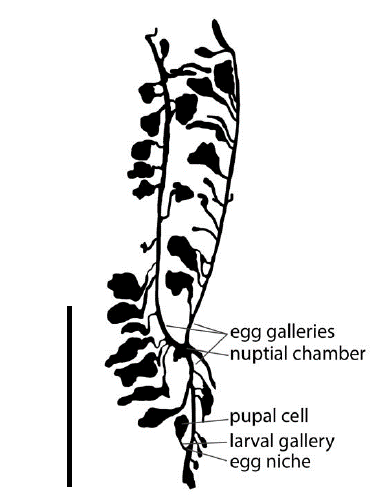 egg galleries
nuptial chamber
pupal cell
larval gallery
egg niche